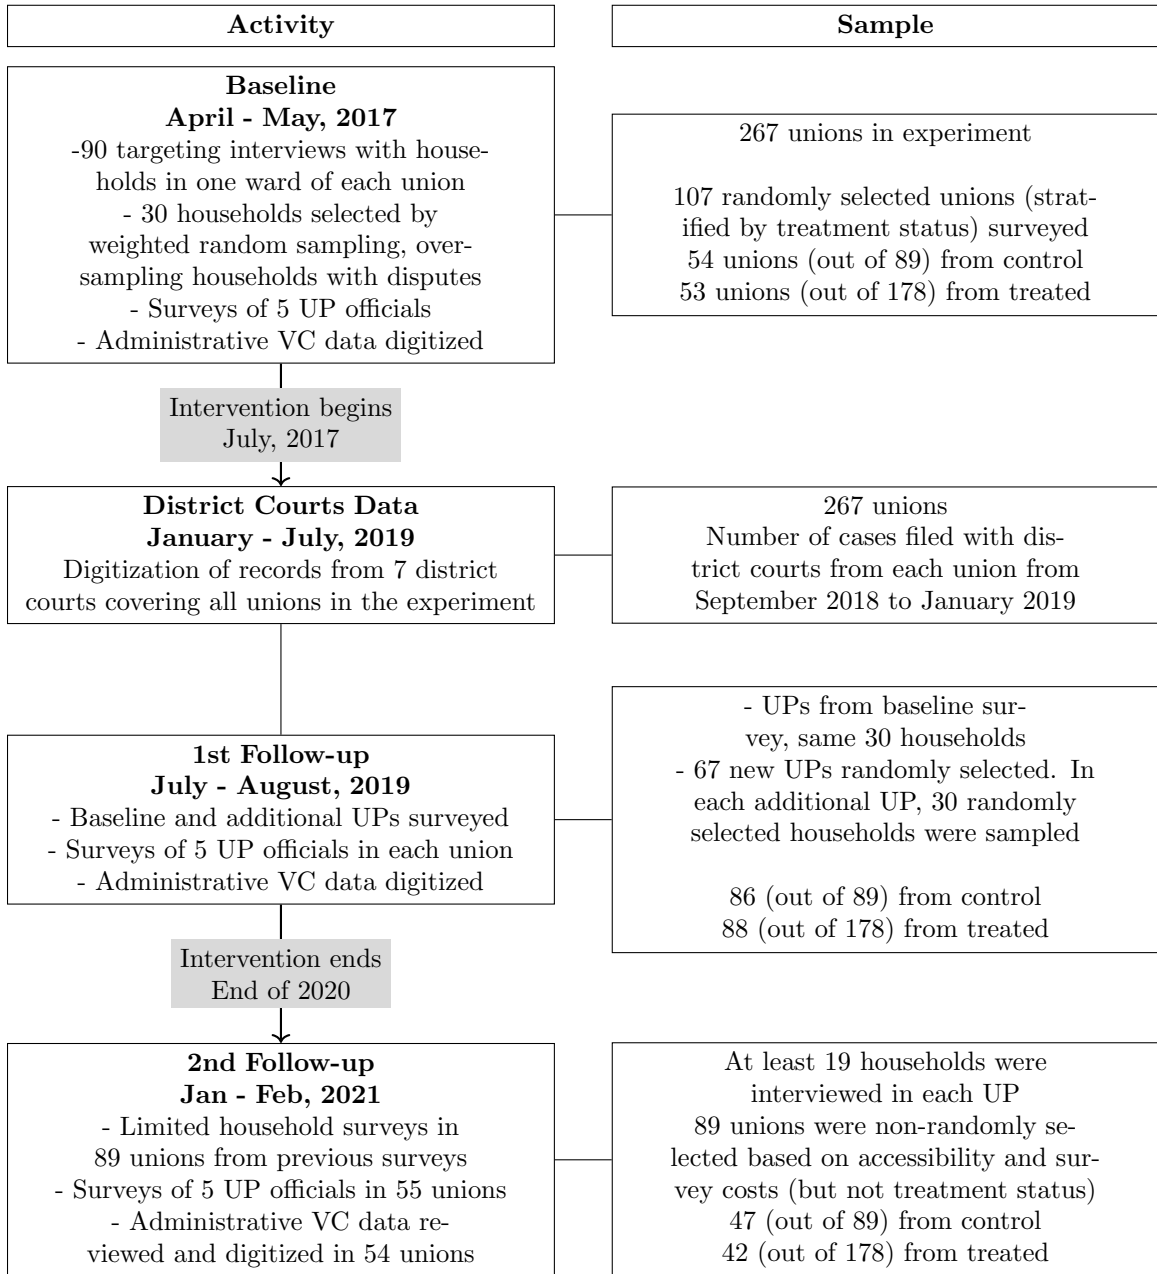 Activity
Sample
Baseline
April - May, 2017
-90 targeting interviews with house-
holds in one ward of each union
- 30 households selected by
weighted random sampling, over-
sampling households with disputes
- Surveys of 5 UP officials
- Administrative VC data digitized
267 unions in experiment
107 randomly selected unions (strat-
ified by treatment status) surveyed
54 unions (out of 89) from control
53 unions (out of 178) from treated
Intervention begins
July, 2017
District Courts Data
January - July, 2019
Digitization of records from 7 district
courts covering all unions in the experiment
267 unions
Number of cases filed with dis-
trict courts from each union from
September 2018 to January 2019
1st Follow-up
July - August, 2019
- Baseline and additional UPs surveyed
- Surveys of 5 UP officials in each union
- Administrative VC data digitized
- UPs from baseline sur-
vey, same 30 households
- 67 new UPs randomly selected. In
each additional UP, 30 randomly
selected households were sampled
86 (out of 89) from control
88 (out of 178) from treated
Intervention ends
End of 2020
2nd Follow-up
Jan - Feb, 2021
- Limited household surveys in
89 unions from previous surveys
- Surveys of 5 UP officials in 55 unions
- Administrative VC data re-
viewed and digitized in 54 unions
At least 19 households were
interviewed in each UP
89 unions were non-randomly se-
lected based on accessibility and sur-
vey costs (but not treatment status)
47 (out of 89) from control
42 (out of 178) from treated